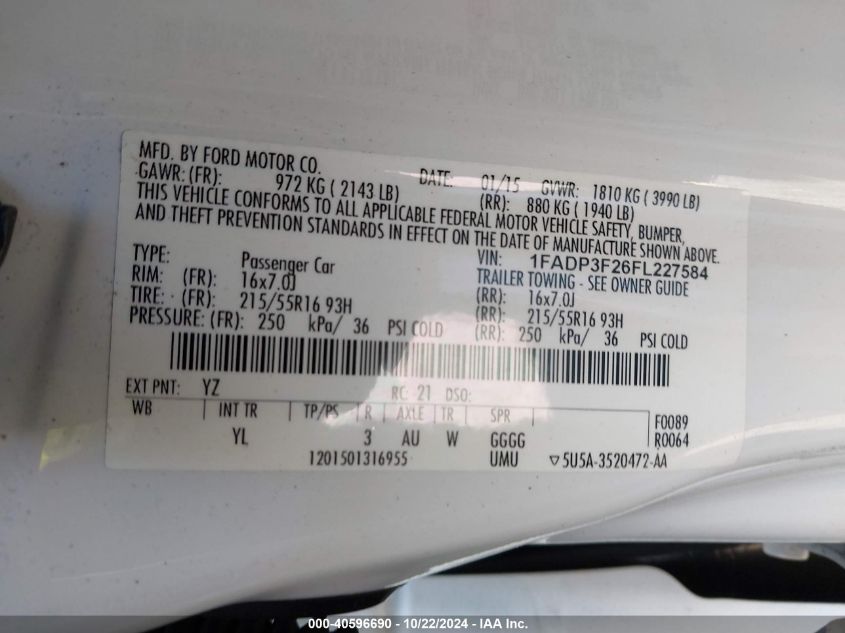 MFD. BY FORD MOTOR CO.
DATE: 01/15 GVWR: 1810 KG ( 3990 LB)
GAWR: (FR): 972 KG ( 2143 LB) (RR): 880 KG ( 1940 LB)
THIS VEHICLE CONFORMS TO ALL APPLICABLE FEDERAL MOTOR VEHICLE SAFETY, BUMPER,
AND THEFT PREVENTION STANDARDS IN EFFECT ON THE DATE OF MANUFACTURE SHOWN ABOVE.
VIN: 1FADP3F26FL227584
TYPE: Passenger Car TRAILER TOWING - SEE OWNER GUIDE
RIM: (FR): 16x7.0J (RR): 16x7.0J
TIRE: (FR): 215/55R16 93H (RR): 215/55R16 93H
PRESSURE: (FR): 250 kPa/ 36 PSI COLD (RR): 250 kPa/ 36 PSI COLD
EXT PNT: YZ RC: 21 DSO:
WB INT TR TP/PS R AXLE TR SPR F0089
YL 3 AU W GGGG R0064
1201501316955 UMU ▽5U5A-3520472-AA
000-40596690 - 10/22/2024 - IAA Inc.